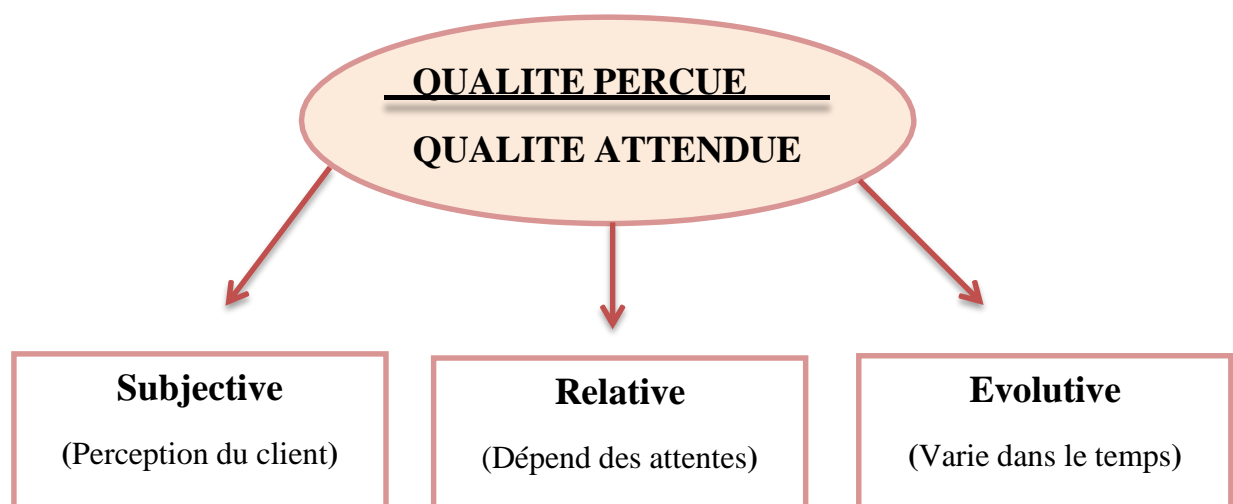 QUALITE PERCUE
QUALITE ATTENDUE
Subjective
(Perception du client)
Relative
(Dépend des attentes)
Evolutive
(Varie dans le temps)